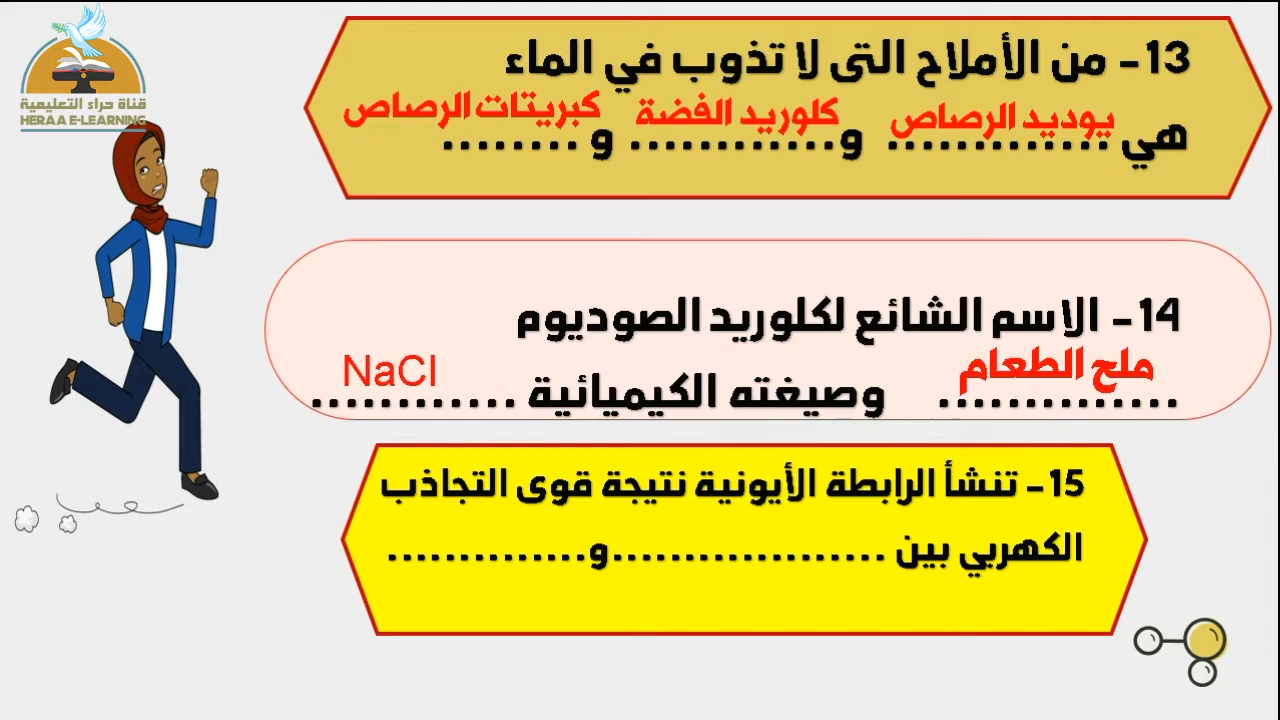 قناة حراء التعليمية
HERAA E-LEARNING
13- من الأملاح التى لا تذوب في الماء
يوديد الرصاص كلوريد الفضة كبريتات الرصاص
هي ............. و............. و ........
14- الاسم الشائع لكلوريد الصوديوم
ملح الطعام NaCl
.............. وصيغته الكيميائية ............
15- تنشأ الرابطة الأيونية نتيجة قوى التجاذب
الكهربي بين ...................و..............